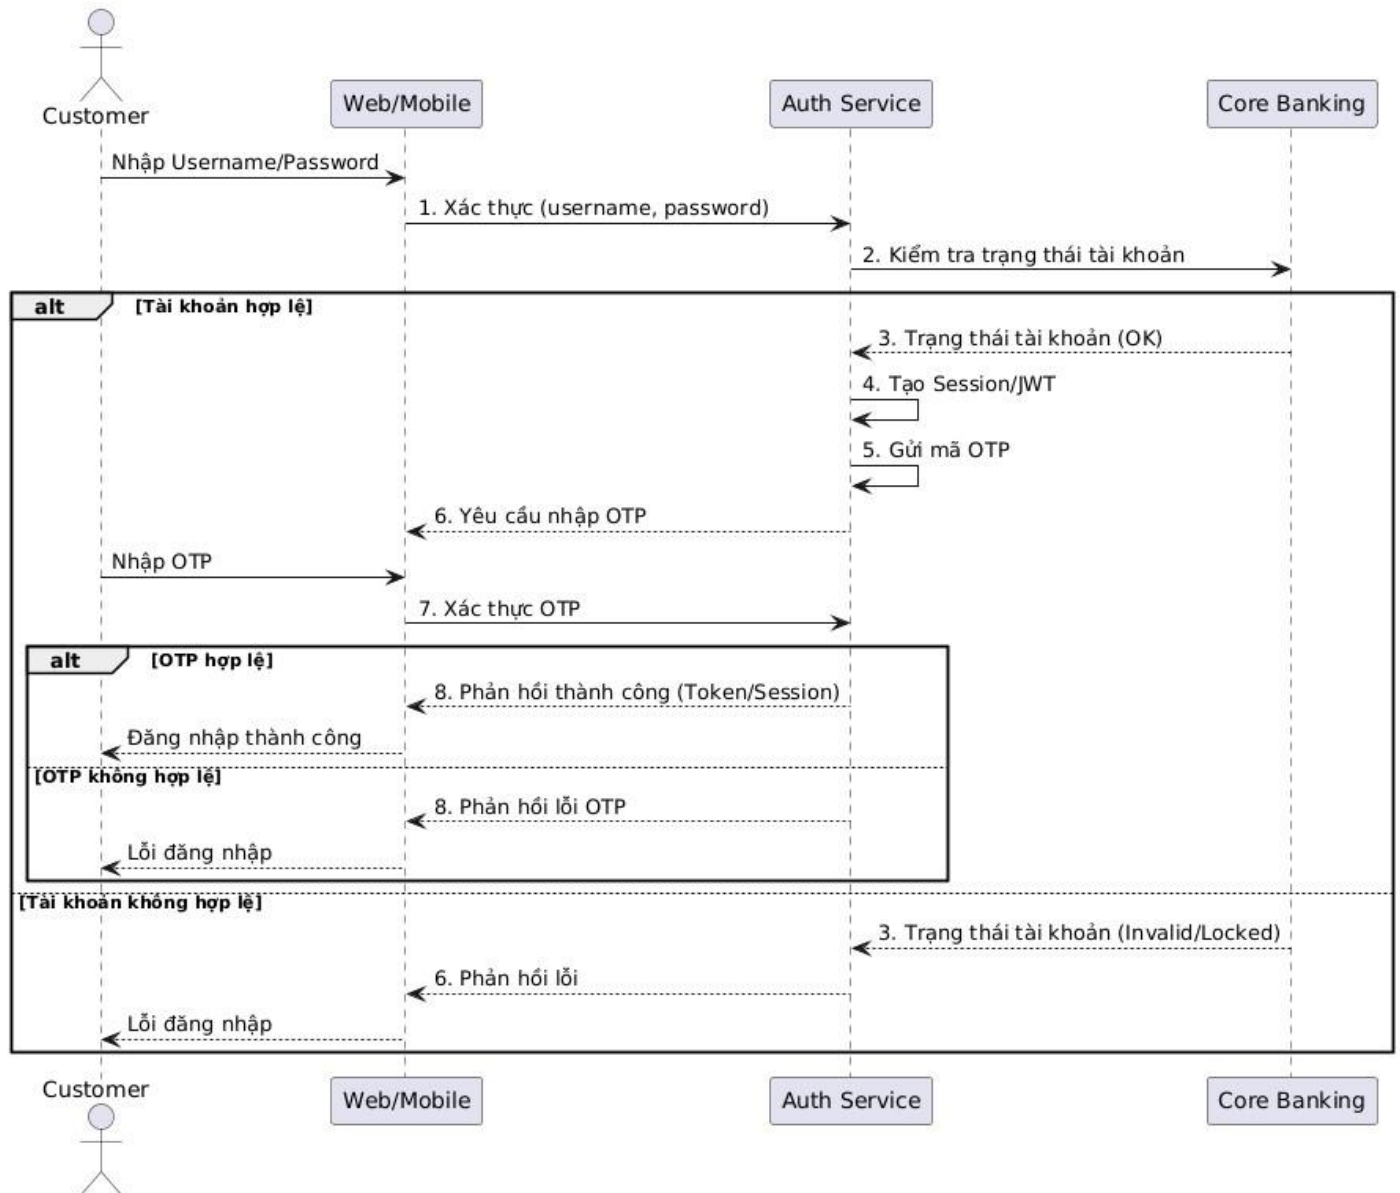 Customer
Web/Mobile
Auth Service
Core Banking
Nhập Username/Password
1. Xác thực (username, password)
2. Kiểm tra trạng thái tài khoản
alt
[Tài khoản hợp lệ]
3. Trạng thái tài khoản (OK)
4. Tạo Session/JWT
5. Gửi mã OTP
6. Yêu cầu nhập OTP
Nhập OTP
7. Xác thực OTP
alt
[OTP hợp lệ]
8. Phản hồi thành công (Token/Session)
Đăng nhập thành công
[OTP không hợp lệ]
8. Phản hồi lỗi OTP
Lỗi đăng nhập
[Tài khoản không hợp lệ]
3. Trạng thái tài khoản (Invalid/Locked)
6. Phản hồi lỗi
Lỗi đăng nhập
Customer
Web/Mobile
Auth Service
Core Banking